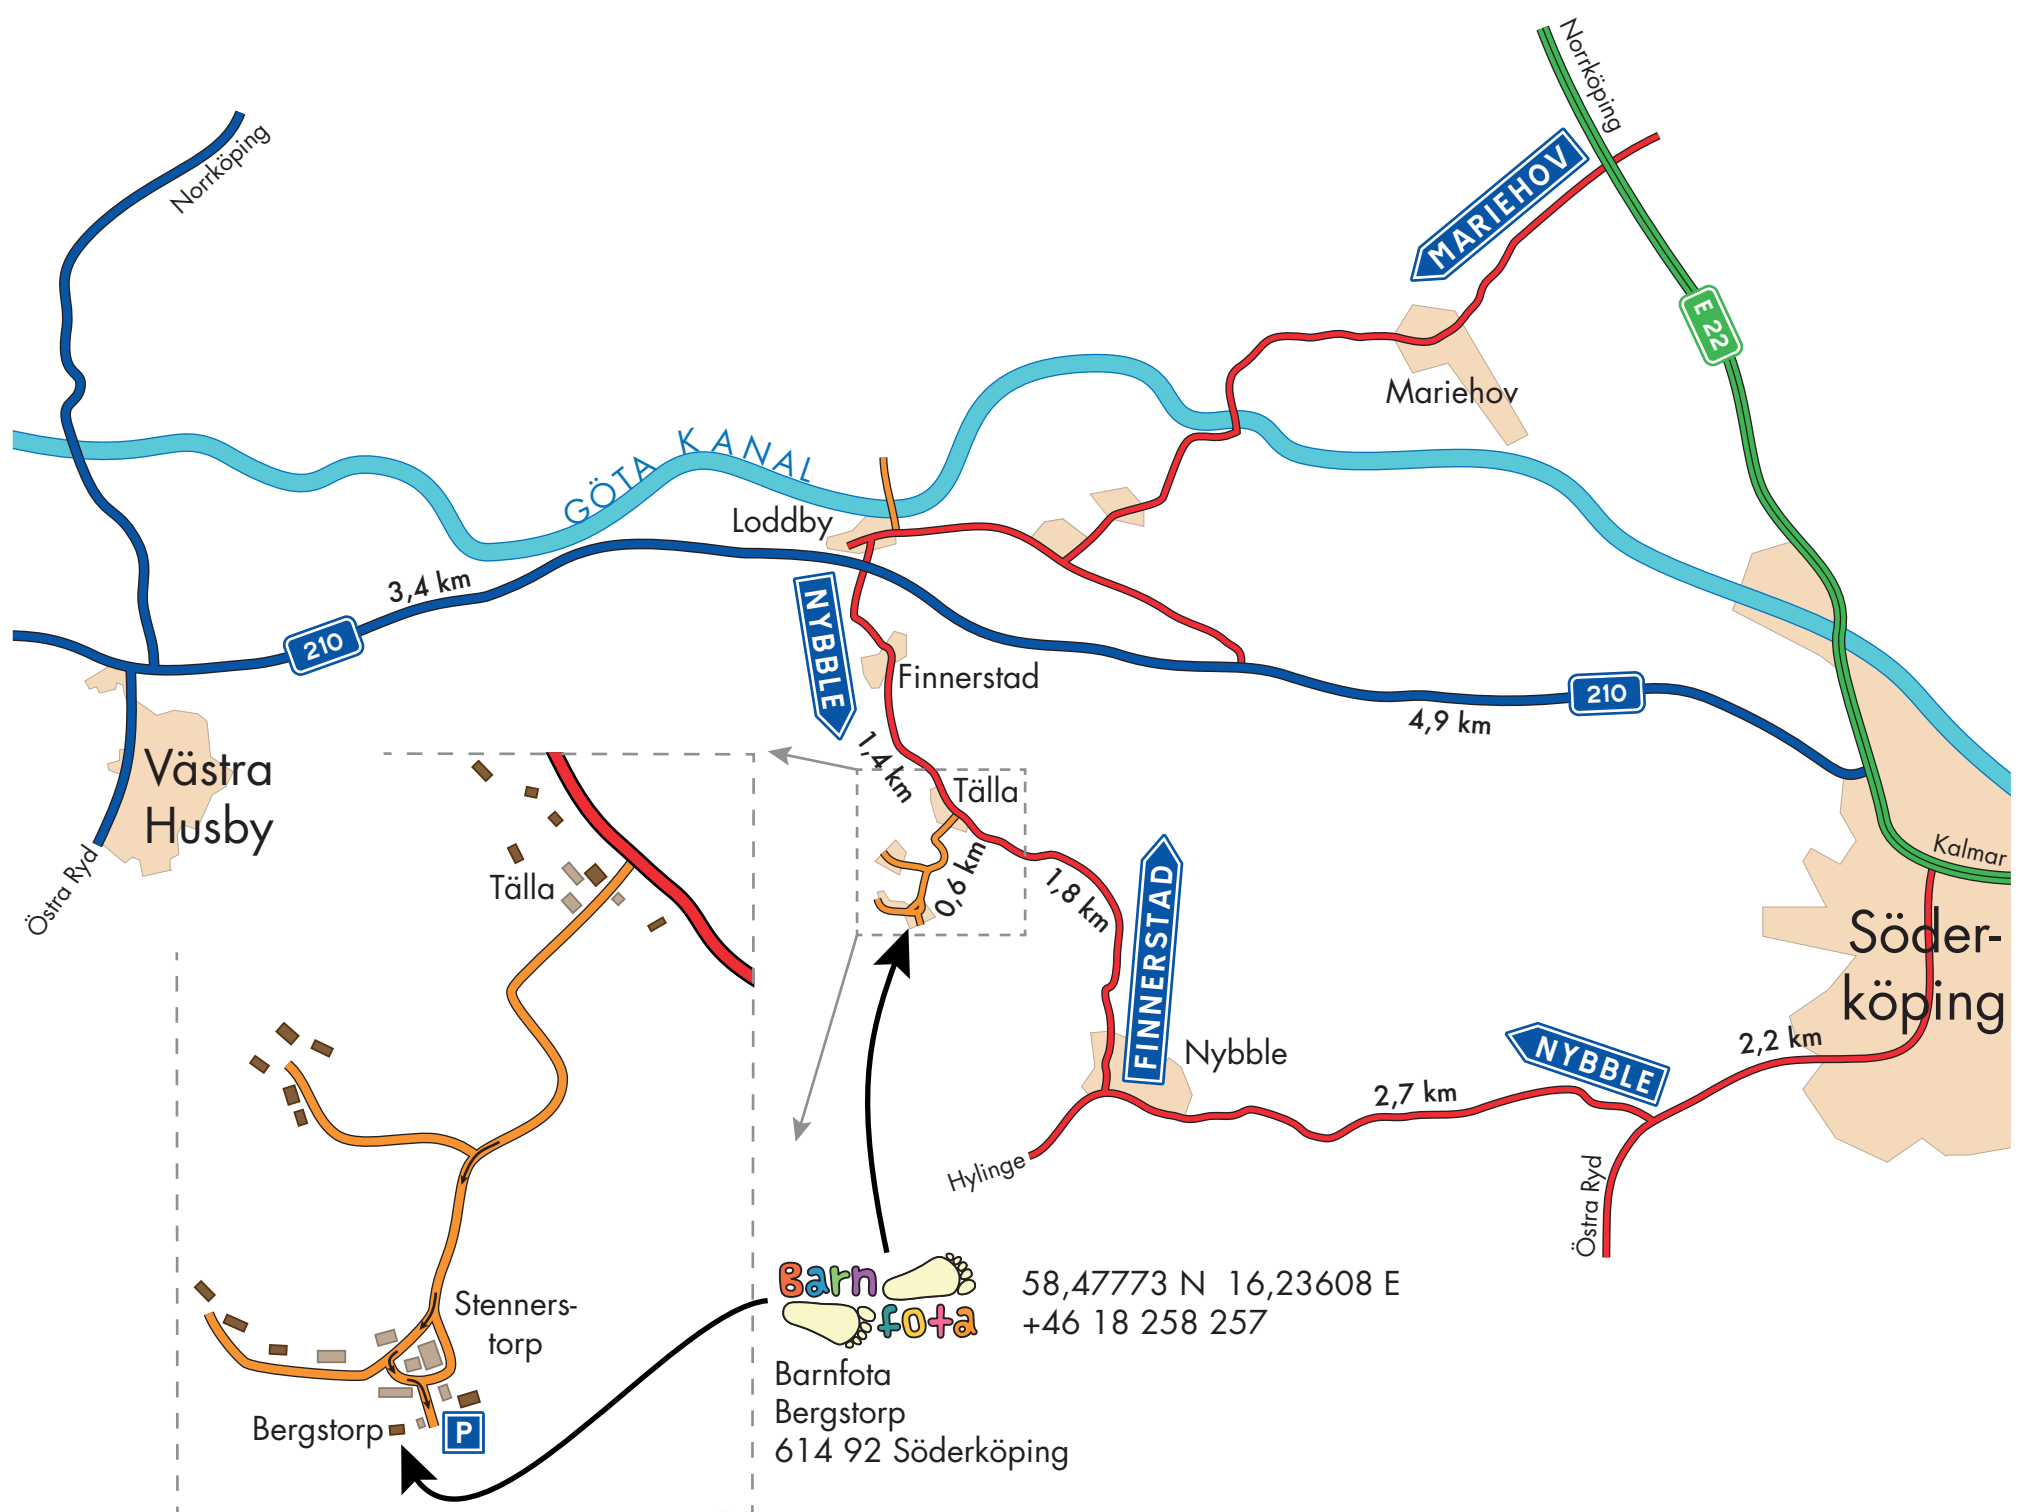 Norrköping
Norrköping
MARIEHOV
E 22
Mariehov
GÖTA KANAL
Loddby
3,4 km
210
NYBBLE
Finnerstad
210
4,9 km
1,4 km
Västra
Husby
Östra Ryd
Tälla
Tälla
0,6 km
1,8 km
FINNERSTAD
Kalmar
Söder-
köping
Nybble
NYBBLE
2,2 km
2,7 km
Hylinge
Östra Ryd
Stenners-
torp
Bergstorp
P
Barn
fota
58,47773 N 16,23608 E
+46 18 258 257
Barnfota
Bergstorp
614 92 Söderköping